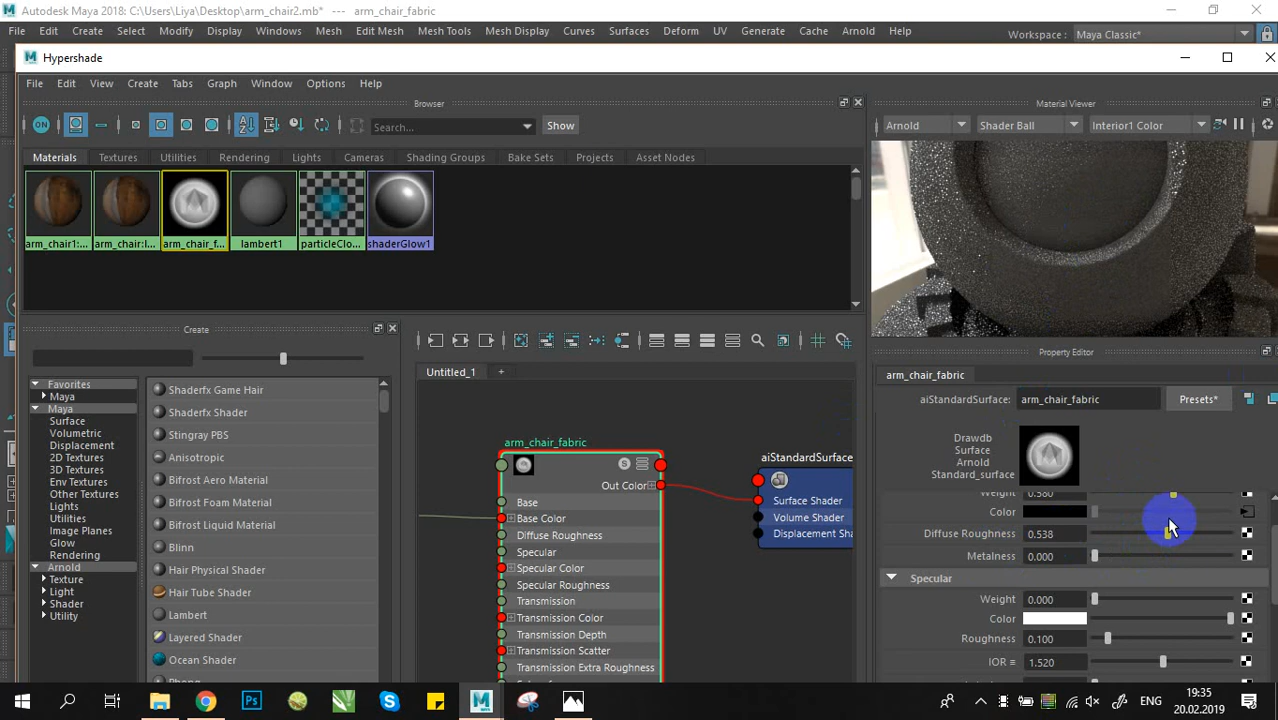 Autodesk Maya 2018: C:\Users\Liya\Desktop\arm_chair2.mb* --- arm_chair_fabric
File Edit Create Select Modify Display Windows Mesh Edit Mesh Mesh Tools Mesh Display Curves Surfaces Deform UV Generate Cache Arnold Help Workspace : Maya Classic*
Hypershade
File Edit View Create Tabs Graph Window Options Help
Browser
Material Viewer
ON Search... Show
Arnold Shader Ball Interior1 Color
Materials Textures Utilities Rendering Lights Cameras Shading Groups Bake Sets Projects Asset Nodes
arm_chair1:... arm_chair:l... arm_chair_f... lambert1 particleClo... shaderGlow1
Create
Untitled_1 +
Favorites
Maya
Maya
Surface
Volumetric
Displacement
2D Textures
3D Textures
Env Textures
Other Textures
Lights
Utilities
Image Planes
Glow
Rendering
Arnold
Texture
Light
Shader
Utility
Shaderfx Game Hair
Shaderfx Shader
Stingray PBS
Anisotropic
Bifrost Aero Material
Bifrost Foam Material
Bifrost Liquid Material
Blinn
Hair Physical Shader
Hair Tube Shader
Lambert
Layered Shader
Ocean Shader
arm_chair_fabric
S
Out Color
Base
Base Color
Diffuse Roughness
Specular
Specular Color
Specular Roughness
Transmission
Transmission Color
Transmission Depth
Transmission Scatter
Transmission Extra Roughness
aiStandardSurface
Surface Shader
Volume Shader
Displacement Sha
Property Editor
arm_chair_fabric
aiStandardSurface: arm_chair_fabric Presets*
Drawdb
Surface
Arnold
Standard_surface
Weight 0.580
Color
Diffuse Roughness 0.538
Metalness 0.000
Specular
Weight 0.000
Color
Roughness 0.100
IOR 1.520
ENG
19:35
20.02.2019